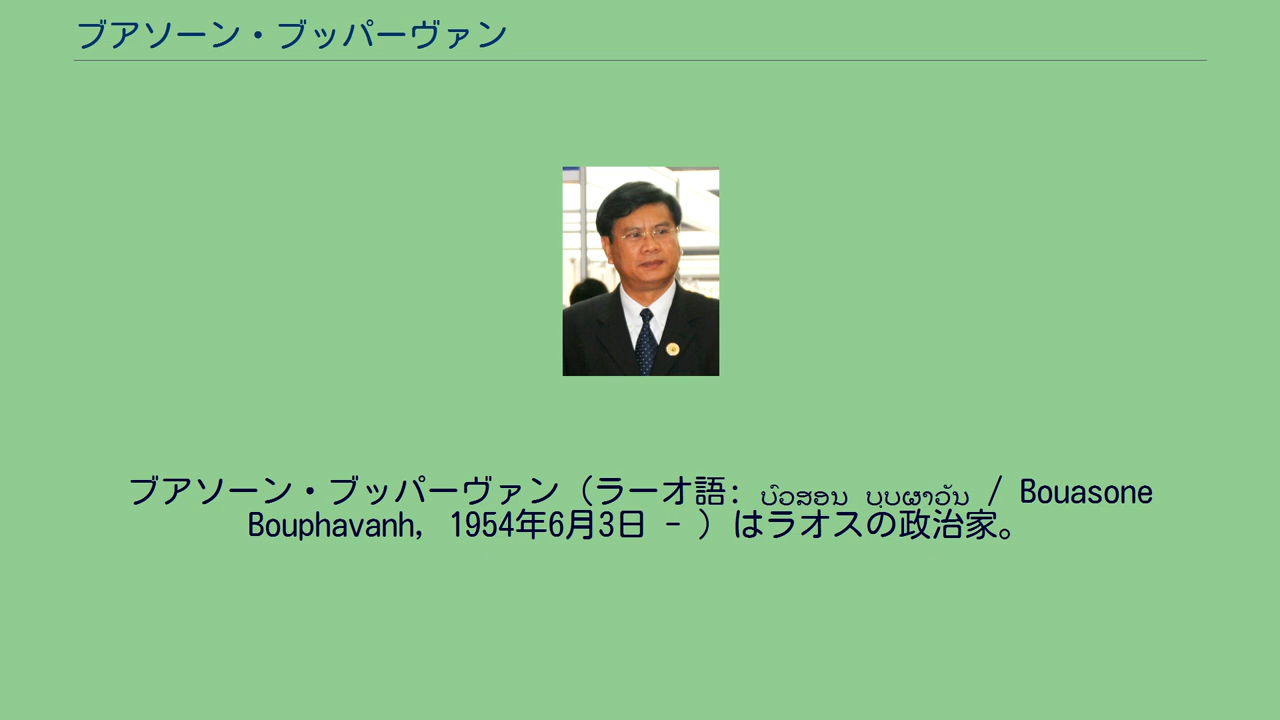 ブアソーン・ブッパーヴァン
ブアソーン・ブッパーヴァン（ラーオ語: ບົວສອນ ບຸບຜາວັນ / Bouasone
Bouphavanh, 1954年6月3日 - ）はラオスの政治家。